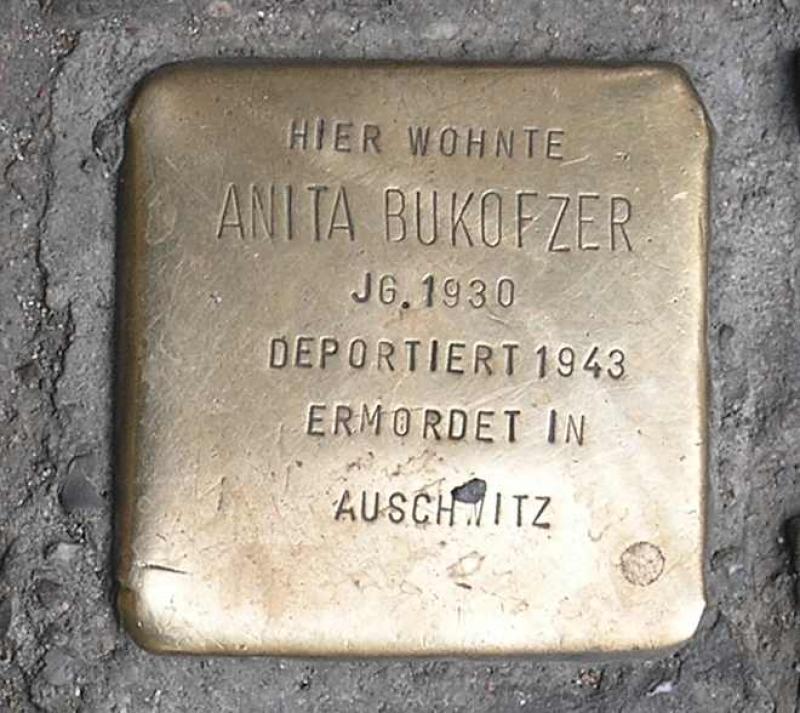 HIER WOHNTE
ANITA BUKOFZER
JG. 1930
DEPORTIERT 1943
ERMORDET IN
AUSCHWITZ